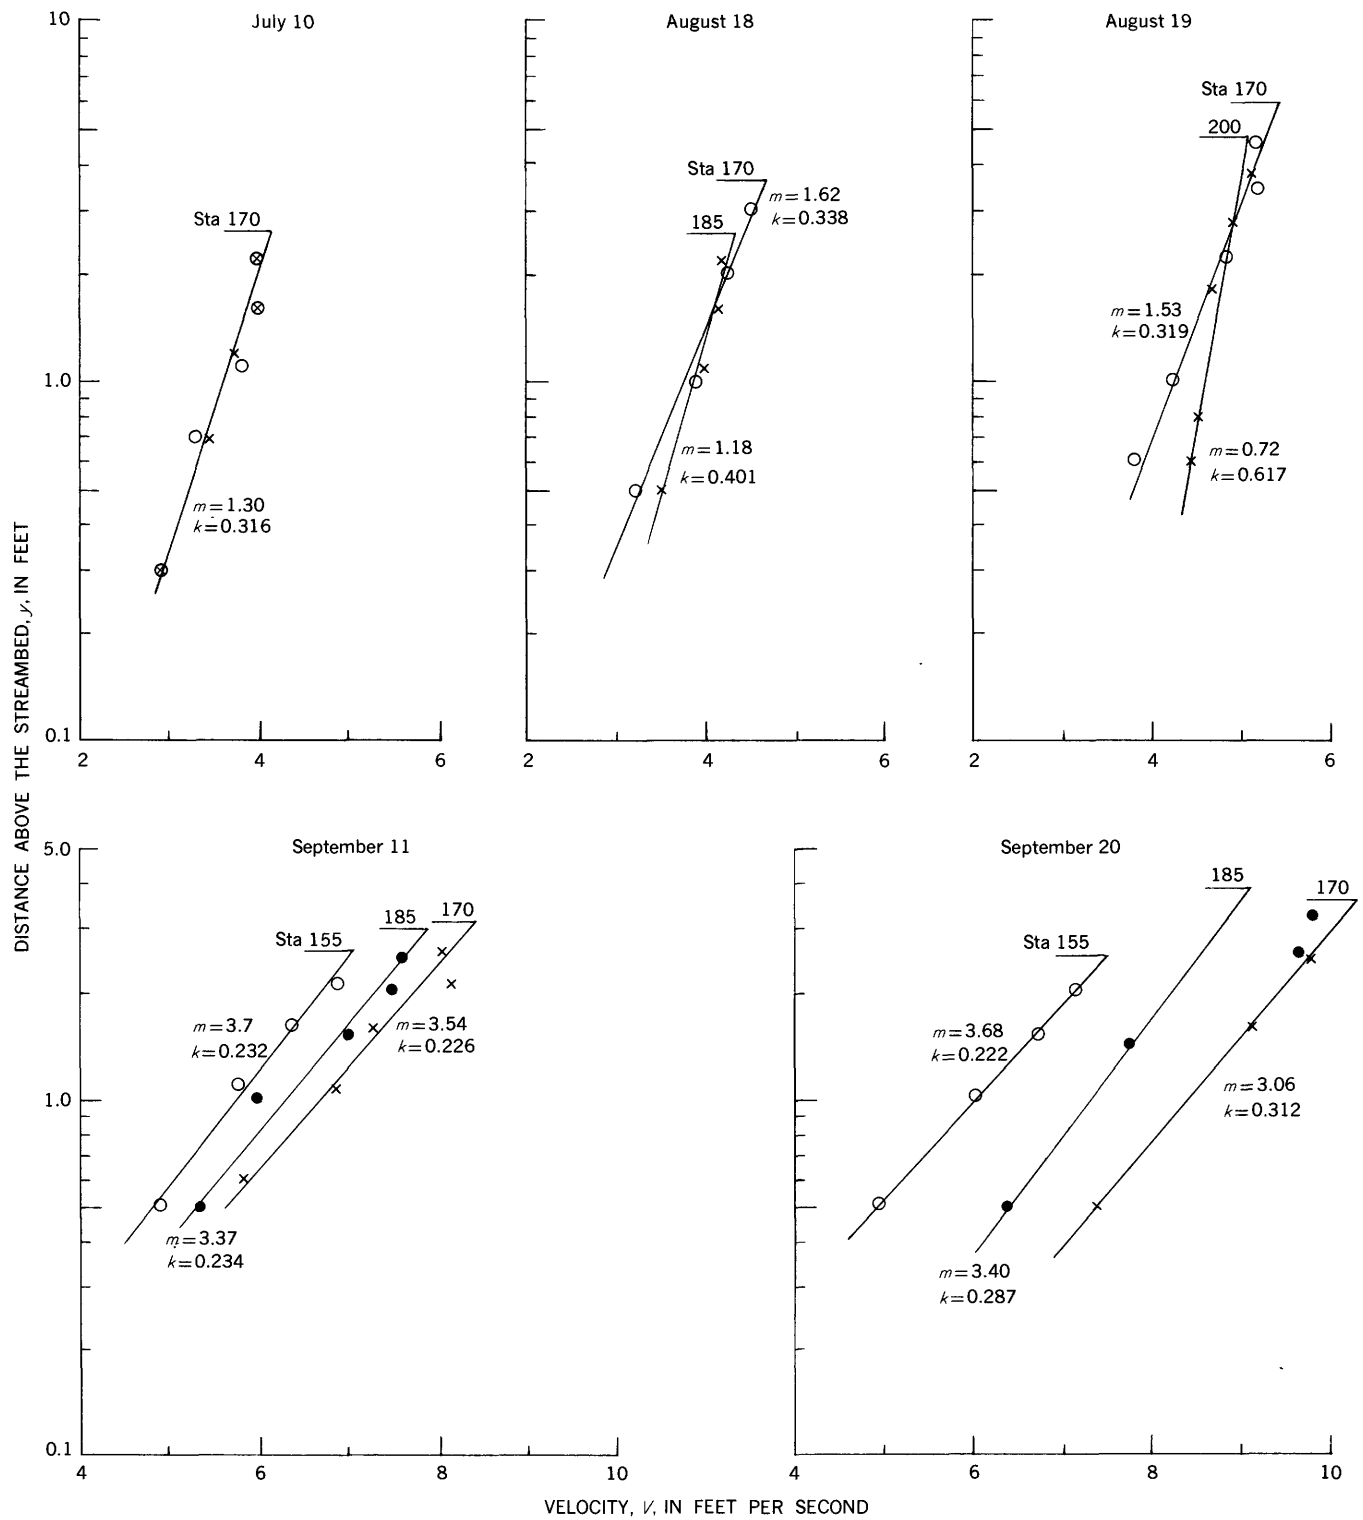 July 10
August 18
August 19
10
1.0
0.1
Sta 170
m=1.30
k=0.316
2
4
6
Sta 170
185
m=1.62
k=0.338
m=1.18
k=0.401
2
4
6
Sta 170
200
m=1.53
k=0.319
m=0.72
k=0.617
2
4
6
DISTANCE ABOVE THE STREAMBED, y, IN FEET
September 11
5.0
1.0
0.1
Sta 155
185
170
m=3.7
k=0.232
m=3.54
k=0.226
m=3.37
k=0.234
4
6
8
10
September 20
Sta 155
185
170
m=3.68
k=0.222
m=3.06
k=0.312
m=3.40
k=0.287
4
6
8
10
VELOCITY, V, IN FEET PER SECOND